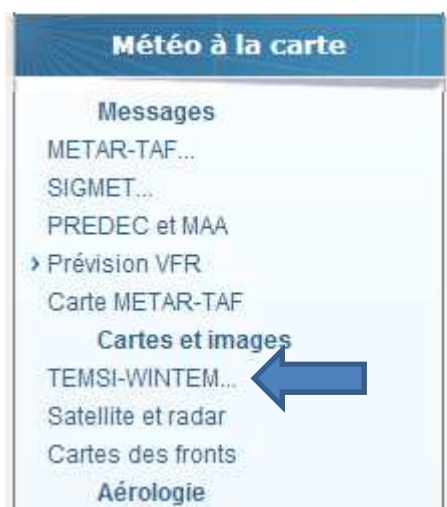 Météo à la carte
Messages
METAR-TAF...
SIGMET...
PREDEC et MAA
› Prévision VFR
Carte METAR-TAF
Cartes et images
TEMSI-WINTEM...
Satellite et radar
Cartes des fronts
Aérologie